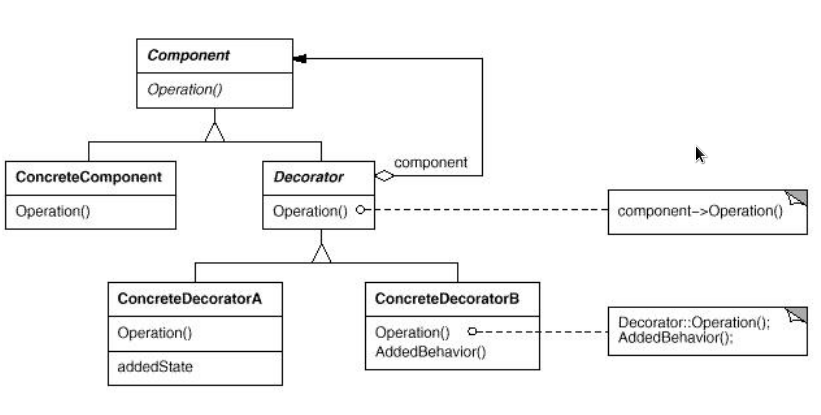 Component
Operation()
component
ConcreteComponent
Decorator
Operation()
Operation()
component–>Operation()
ConcreteDecoratorA
ConcreteDecoratorB
Operation()
Operation()
AddedBehavior()
addedState
Decorator::Operation();
AddedBehavior();